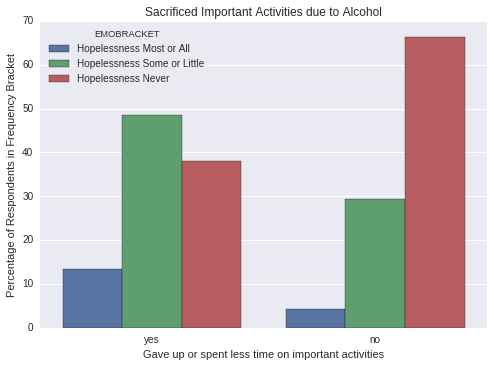 Sacrificed Important Activities due to Alcohol
EMOBRACKET
Hopelessness Most or All
Hopelessness Some or Little
Hopelessness Never
Percentage of Respondents in Frequency Bracket
70
60
50
40
30
20
10
0
yes no
Gave up or spent less time on important activities